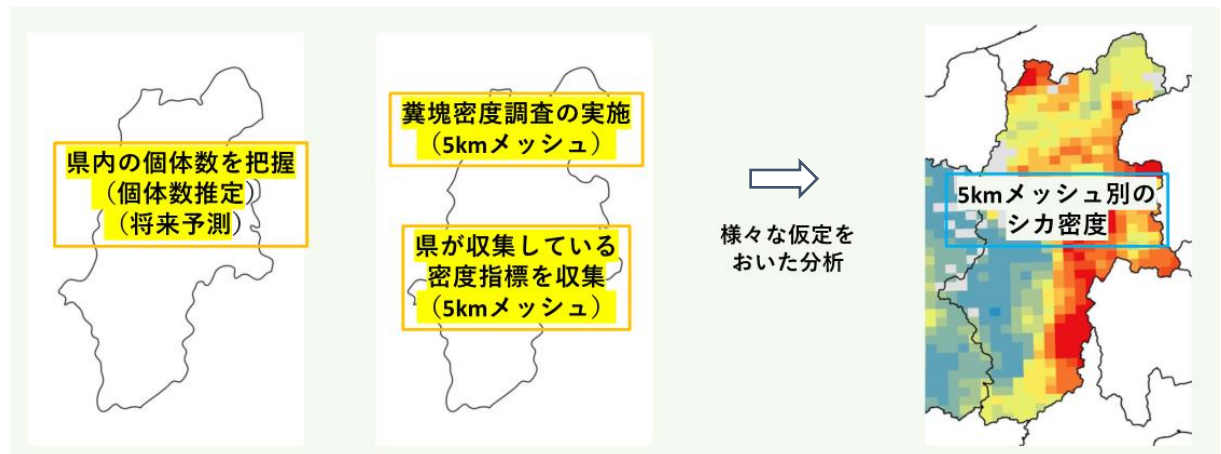 県内の個体数を把握
（個体数推定）
（将来予測）
糞塊密度調査の実施
（5kmメッシュ）
県が収集している
密度指標を収集
（5kmメッシュ）
様々な仮定を
おいた分析
5kmメッシュ別の
シカ密度